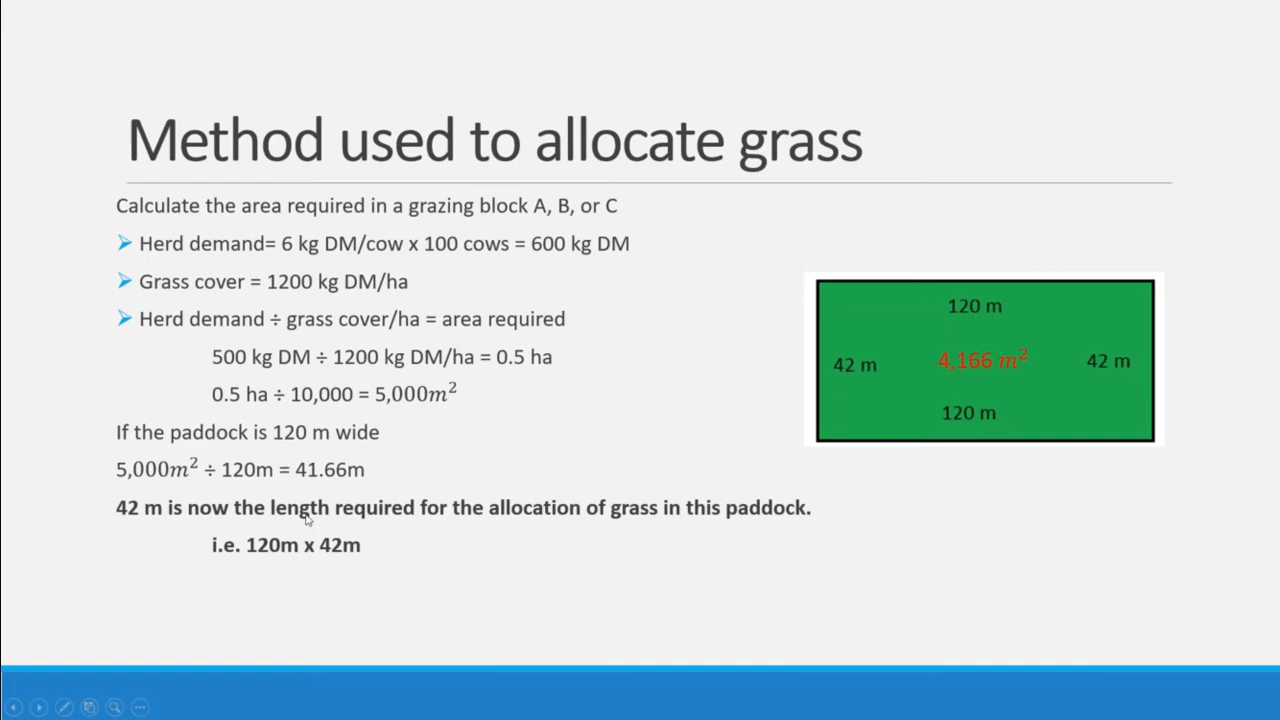 Method used to allocate grass
Calculate the area required in a grazing block A, B, or C
Herd demand= 6 kg DM/cow x 100 cows = 600 kg DM
Grass cover = 1200 kg DM/ha
Herd demand ÷ grass cover/ha = area required
500 kg DM ÷ 1200 kg DM/ha = 0.5 ha
0.5 ha ÷ 10,000 = 5,000m²
If the paddock is 120 m wide
5,000m² ÷ 120m = 41.66m
42 m is now the length required for the allocation of grass in this paddock.
i.e. 120m x 42m
120 m
42 m
4,166 m²
42 m
120 m